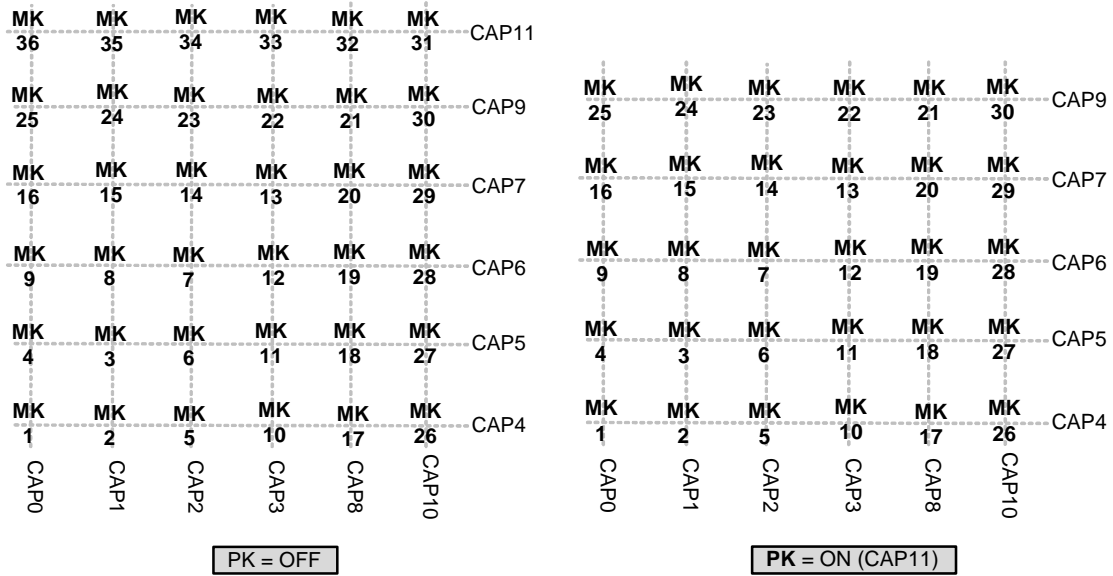 MK MK MK MK MK MK
36 35 34 33 32 31 CAP11
MK MK MK MK MK MK
25 24 23 22 21 30 CAP9
MK MK MK MK MK MK
16 15 14 13 20 29 CAP7
MK MK MK MK MK MK
9 8 7 12 19 28 CAP6
MK MK MK MK MK MK
4 3 6 11 18 27 CAP5
MK MK MK MK MK MK
1 2 5 10 17 26 CAP4
CAP0 CAP1 CAP2 CAP3 CAP8 CAP10
PK = OFF
MK MK MK MK MK MK
25 24 23 22 21 30 CAP9
MK MK MK MK MK MK
16 15 14 13 20 29 CAP7
MK MK MK MK MK MK
9 8 7 12 19 28 CAP6
MK MK MK MK MK MK
4 3 6 11 18 27 CAP5
MK MK MK MK MK MK
1 2 5 10 17 26 CAP4
CAP0 CAP1 CAP2 CAP3 CAP8 CAP10
PK = ON (CAP11)